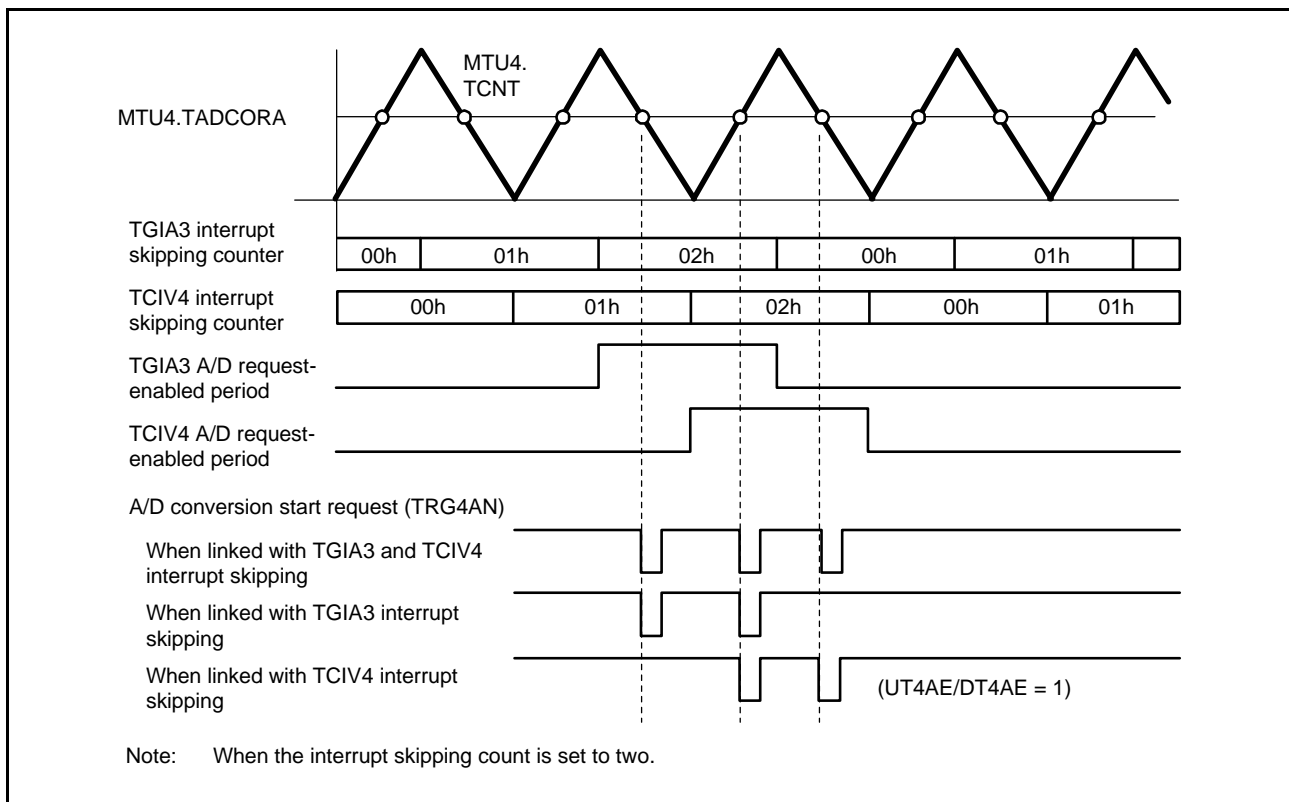 MTU4.
TCNT
MTU4.TADCORA
TGIA3 interrupt
skipping counter
00h 01h 02h 00h 01h
TCIV4 interrupt
skipping counter
00h 01h 02h 00h 01h
TGIA3 A/D request-
enabled period
TCIV4 A/D request-
enabled period
A/D conversion start request (TRG4AN)
When linked with TGIA3 and TCIV4
interrupt skipping
When linked with TGIA3 interrupt
skipping
When linked with TCIV4 interrupt
skipping
(UT4AE/DT4AE = 1)
Note: When the interrupt skipping count is set to two.